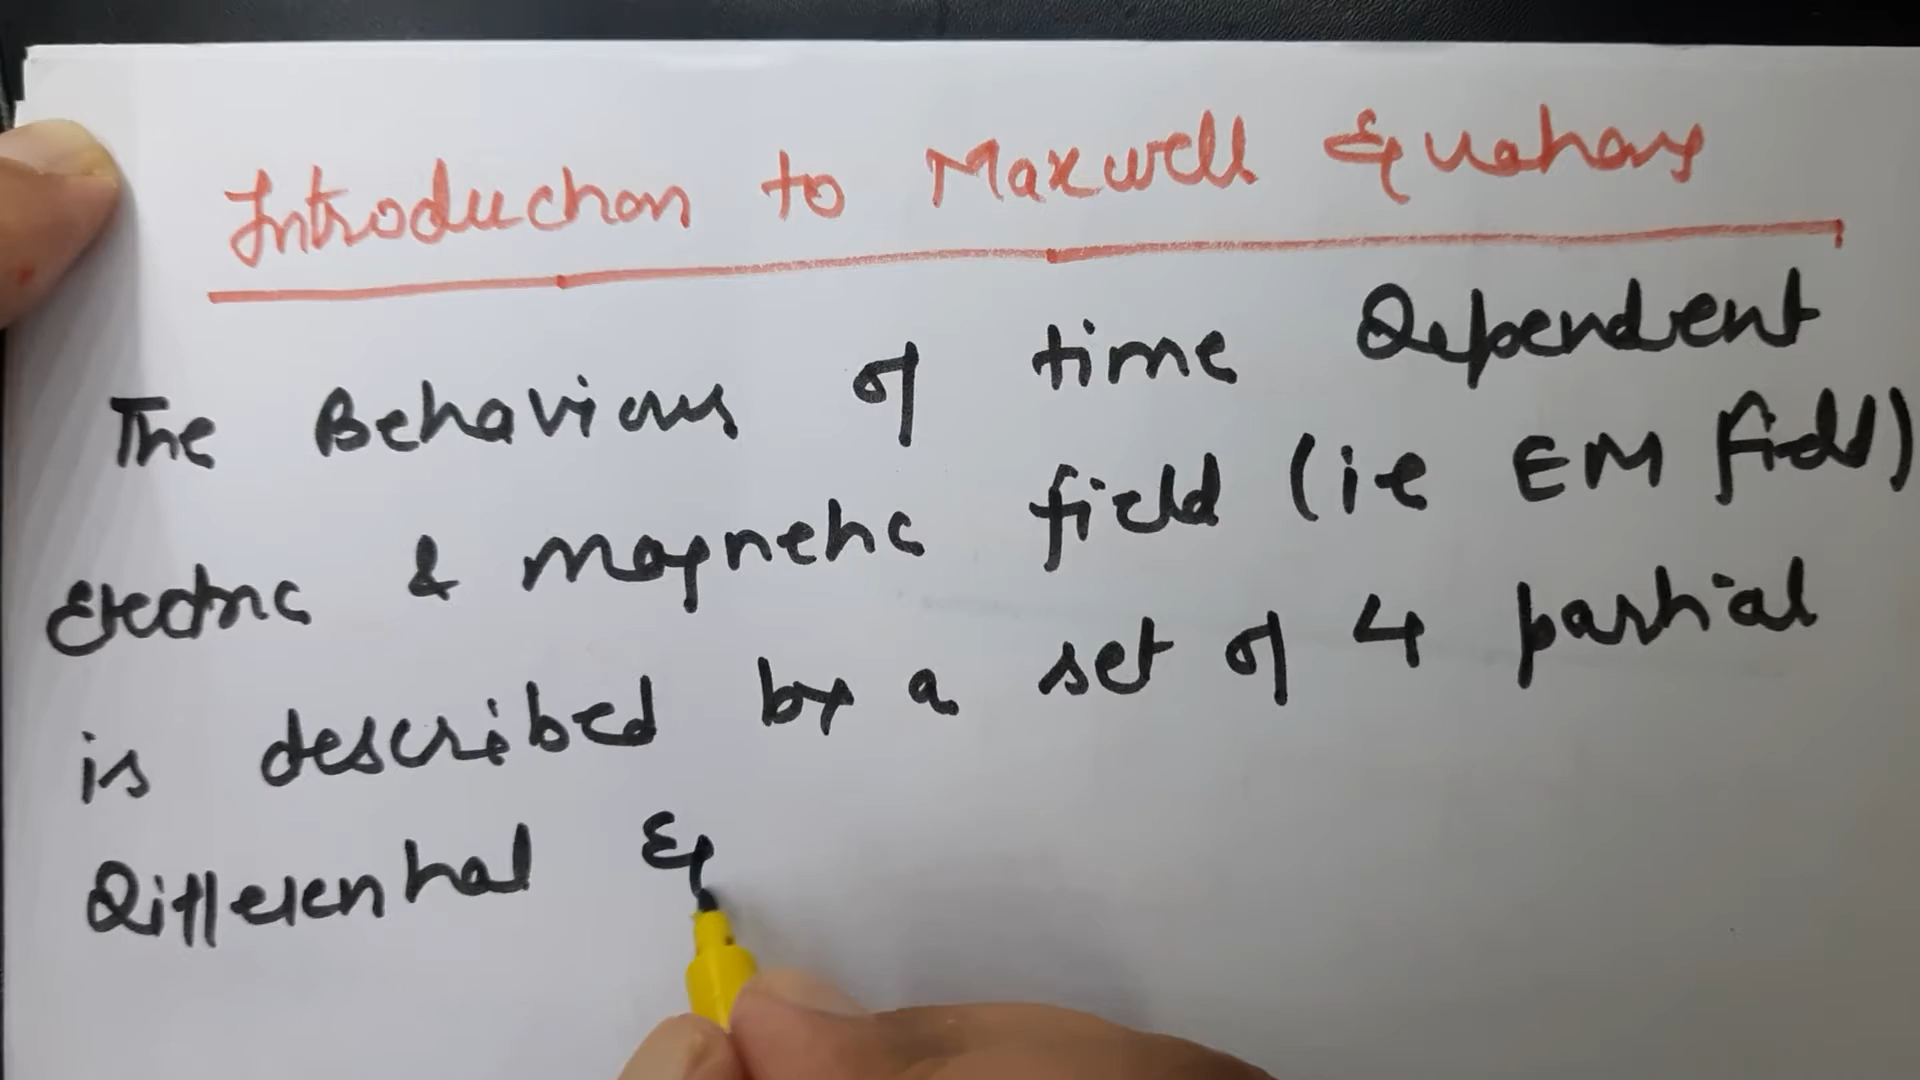 Introduction to Maxwell Equations
The Behaviour of time Dependent
Electric & magnetic field (ie EM field)
is described by a set of 4 partial
Differential Eq